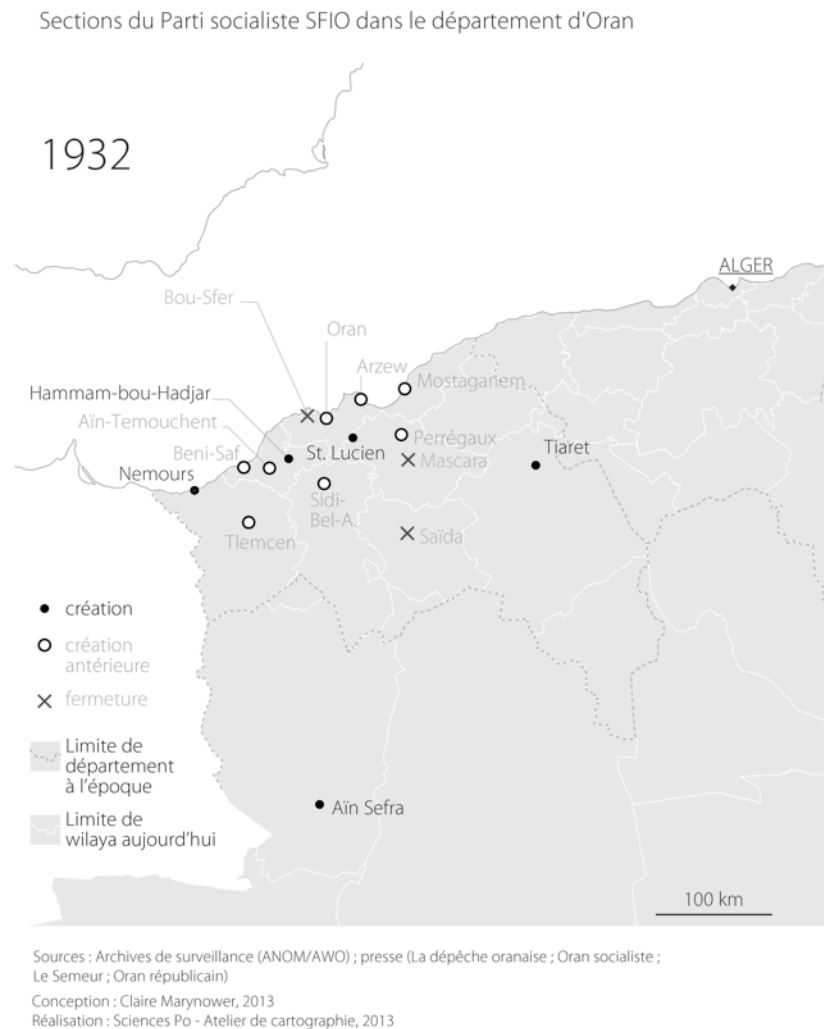 Sections du Parti socialiste SFIO dans le département d'Oran
1932
ALGER
Bou-Sfer
Oran
Arzew
Mostaganem
Hammam-bou-Hadjar
Aïn-Temouchent
Perrégaux
Beni-Saf
St. Lucien
Mascara
Tiaret
Nemours
Sidi-
Bel-A.
Tlemcen
Saïda
création
création
antérieure
fermeture
Limite de
département
à l'époque
Limite de
wilaya aujourd'hui
Aïn Sefra
100 km
Sources : Archives de surveillance (ANOM/AWO) ; presse (La dépêche oranaise ; Oran socialiste ;
Le Semeur ; Oran républicain)
Conception : Claire Marynower, 2013
Réalisation : Sciences Po - Atelier de cartographie, 2013